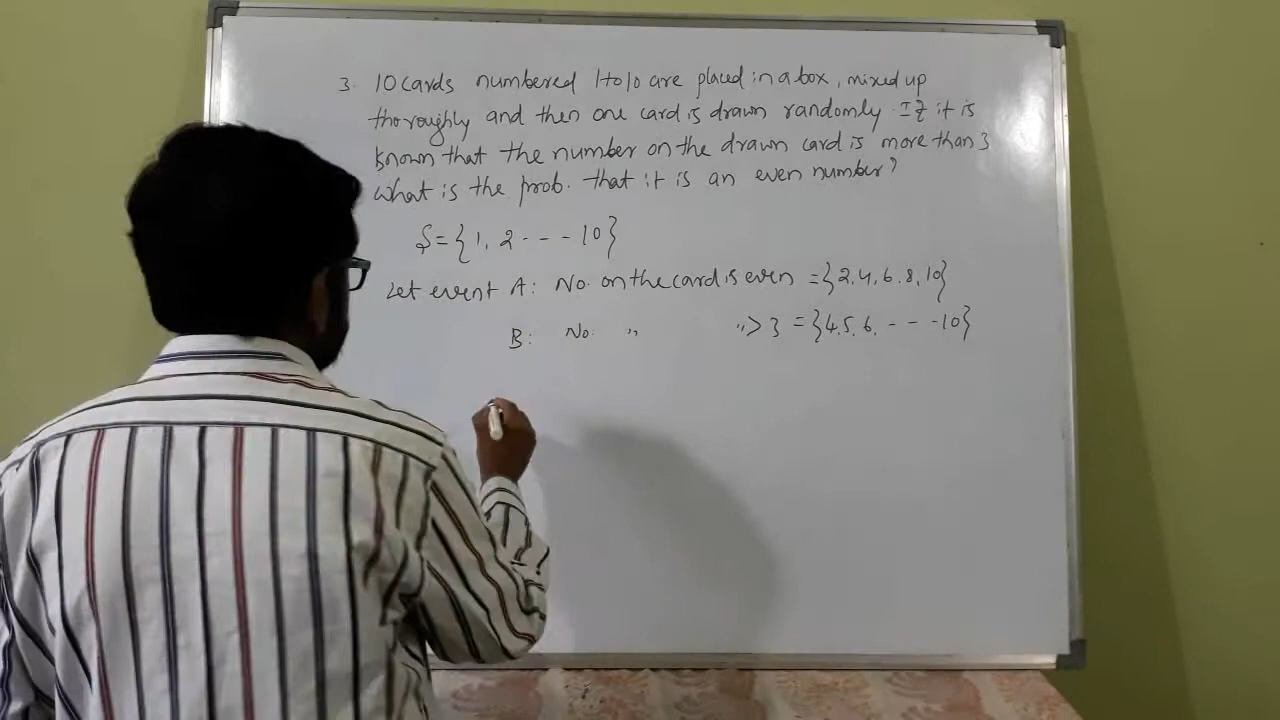 3. 10 cards numbered 1 to 10 are placed in a box, mixed up
thoroughly and then one card is drawn randomly. If it is
known that the number on the drawn card is more than 3
what is the prob. that it is an even number?
S = {1, 2 - - - 10}
Let event A: No. on the card is even = {2, 4, 6, 8, 10}
B: No. " " > 3 = {4, 5, 6, - - - 10}